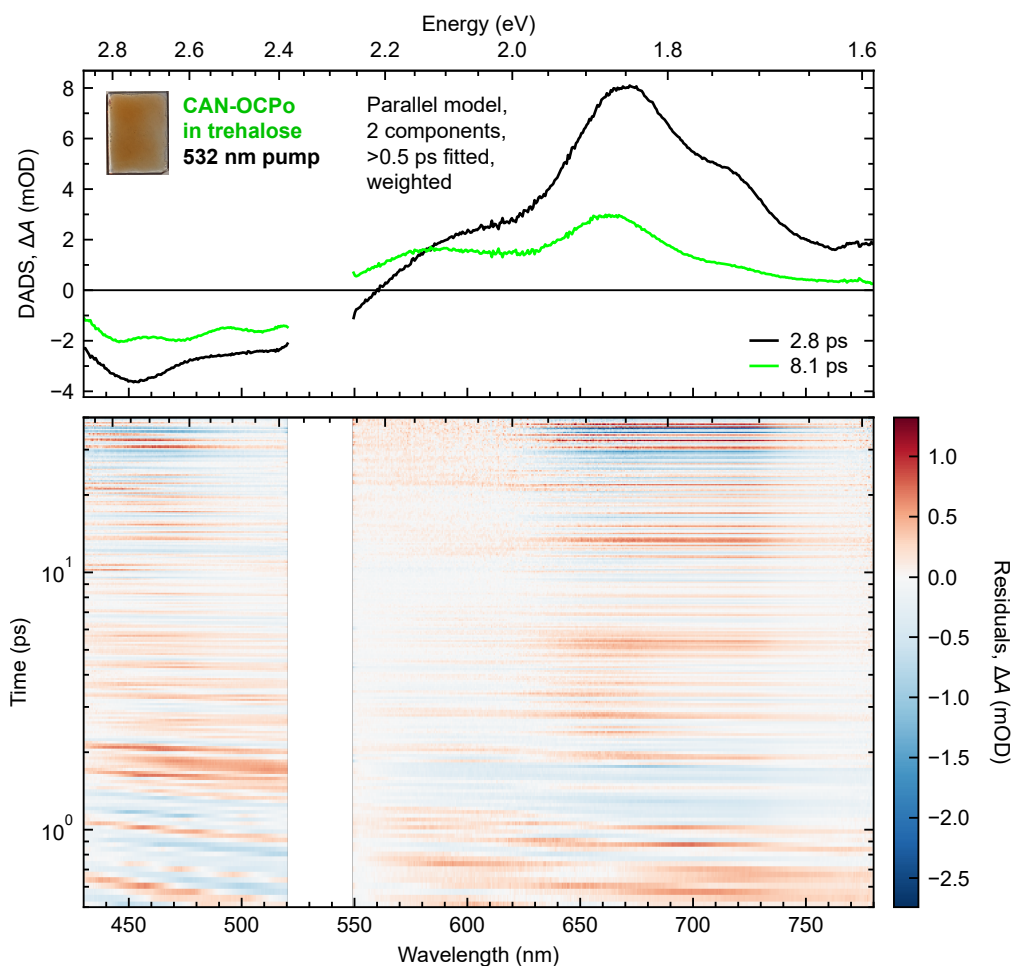 Energy (eV)
2.8 2.6 2.4 2.2 2.0 1.8 1.6
8
6
4
2
0
−2
−4
DADS, ΔA (mOD)
CAN-OCPo
in trehalose
532 nm pump
Parallel model,
2 components,
>0.5 ps fitted,
weighted
2.8 ps
8.1 ps
10¹
10⁰
Time (ps)
450 500 550 600 650 700 750
Wavelength (nm)
1.0
0.5
0.0
−0.5
−1.0
−1.5
−2.0
−2.5
Residuals, ΔA (mOD)